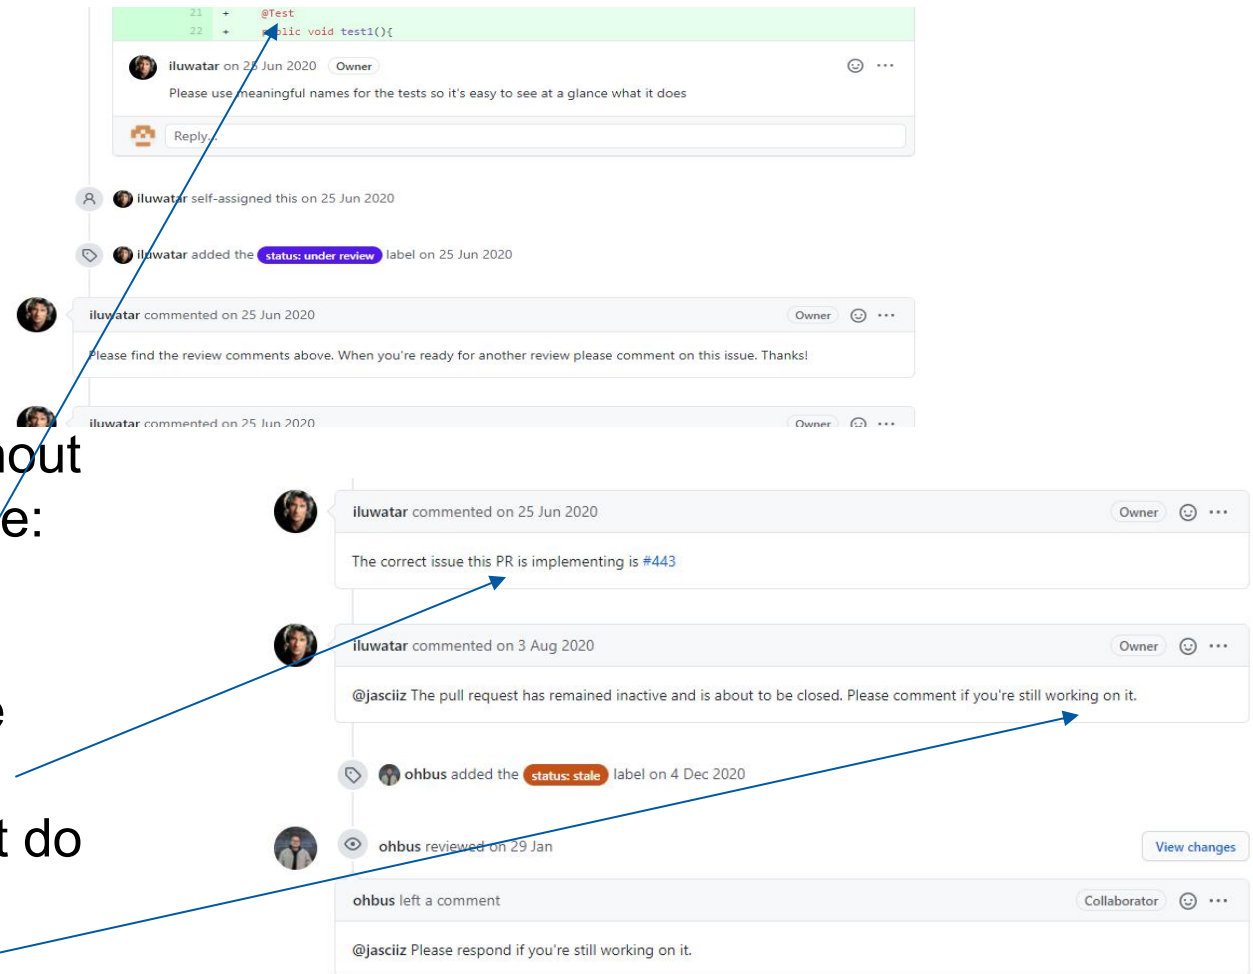 21 + @Test
22 + public void test1(){
iluwatar on 25 Jun 2020 Owner
Please use meaningful names for the tests so it's easy to see at a glance what it does
Reply...
iluwatar self-assigned this on 25 Jun 2020
iluwatar added the status: under review label on 25 Jun 2020
iluwatar commented on 25 Jun 2020 Owner
Please find the review comments above. When you're ready for another review please comment on this issue. Thanks!
iluwatar commented on 25 Jun 2020 Owner
hout
e:
e
t do
iluwatar commented on 25 Jun 2020 Owner
The correct issue this PR is implementing is #443
iluwatar commented on 3 Aug 2020 Owner
@jasciiz The pull request has remained inactive and is about to be closed. Please comment if you're still working on it.
ohbus added the status: stale label on 4 Dec 2020
ohbus reviewed on 29 Jan View changes
ohbus left a comment Collaborator
@jasciiz Please respond if you're still working on it.